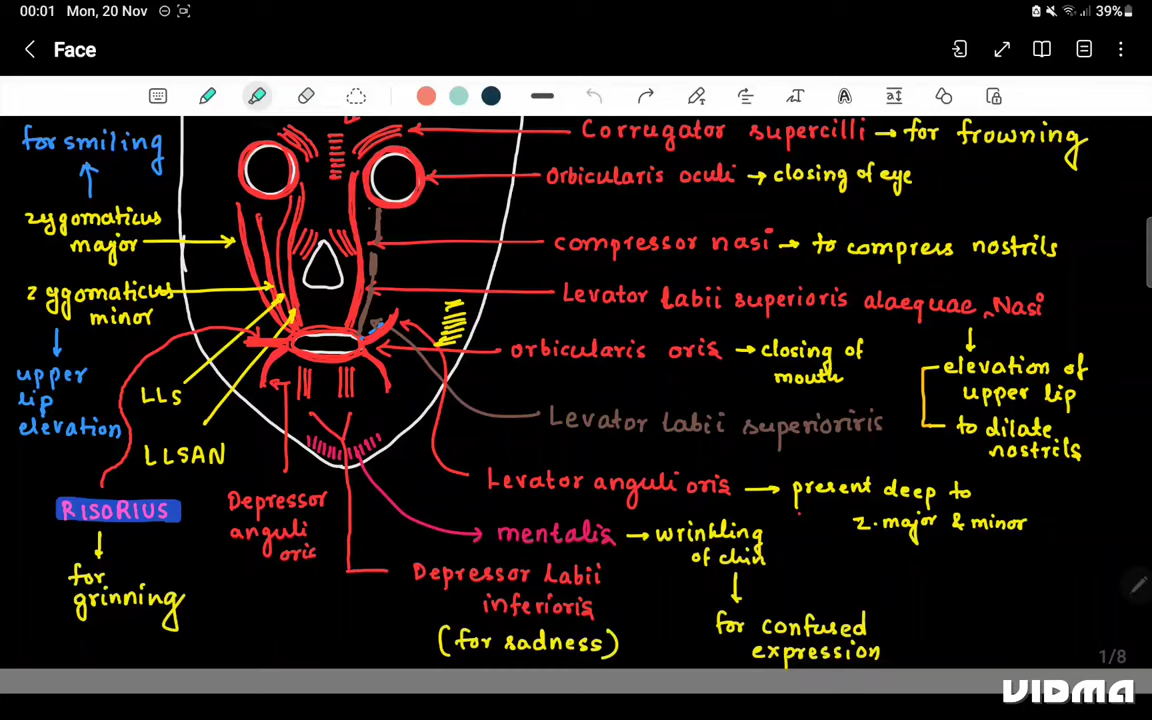 00:01 Mon, 20 Nov
39%
Face
for smiling
zygomaticus
major
zygomaticus
minor
upper
lip
elevation
LLS
LLSAN
RISORIUS
for
grinning
Depressor
anguli
oris
Corrugator supercilli → for frowning
Orbicularis oculi → closing of eye
compressor nasi → to compress nostrils
Levator labii superioris alaequae Nasi
elevation of
upper lip
to dilate
nostrils
orbicularis oris → closing of
mouth
Levator labii superioriris
Levator anguli oris → present deep to
z. major & minor
mentalis → wrinkling
of chin
for confused
expression
Depressor Labii
inferioris
(for sadness)
1/8
VIDMA